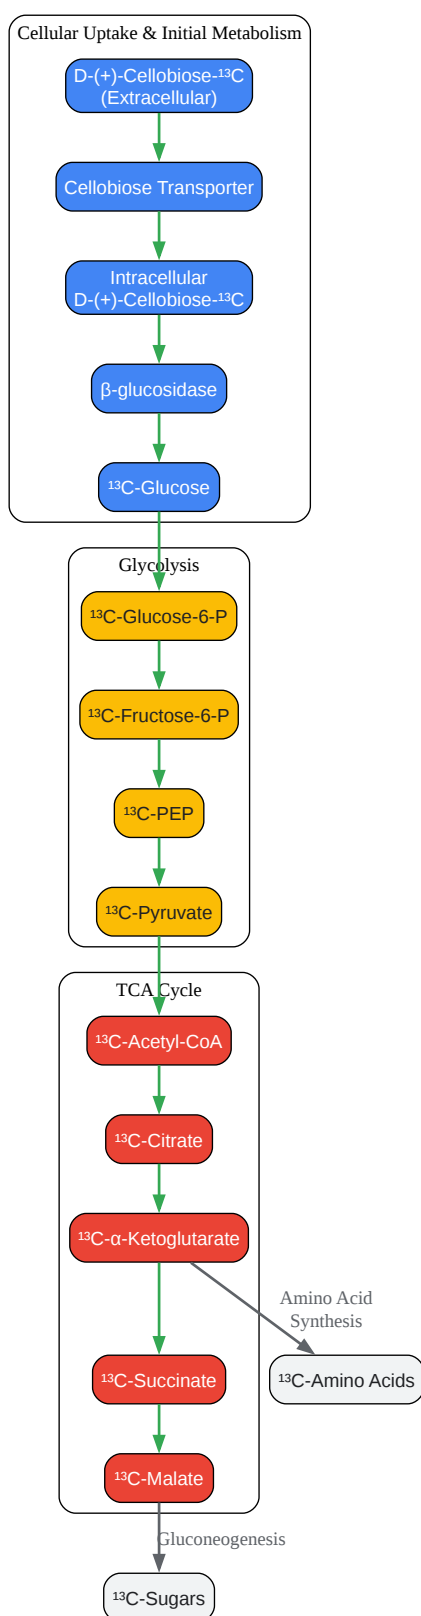 Cellular Uptake & Initial Metabolism
D-(+)-Cellobiose-¹³C
(Extracellular)
Cellobiose Transporter
Intracellular
D-(+)-Cellobiose-¹³C
β-glucosidase
¹³C-Glucose
Glycolysis
¹³C-Glucose-6-P
¹³C-Fructose-6-P
¹³C-PEP
¹³C-Pyruvate
TCA Cycle
¹³C-Acetyl-CoA
¹³C-Citrate
¹³C-α-Ketoglutarate
Amino Acid
Synthesis
¹³C-Succinate
¹³C-Amino Acids
¹³C-Malate
Gluconeogenesis
¹³C-Sugars